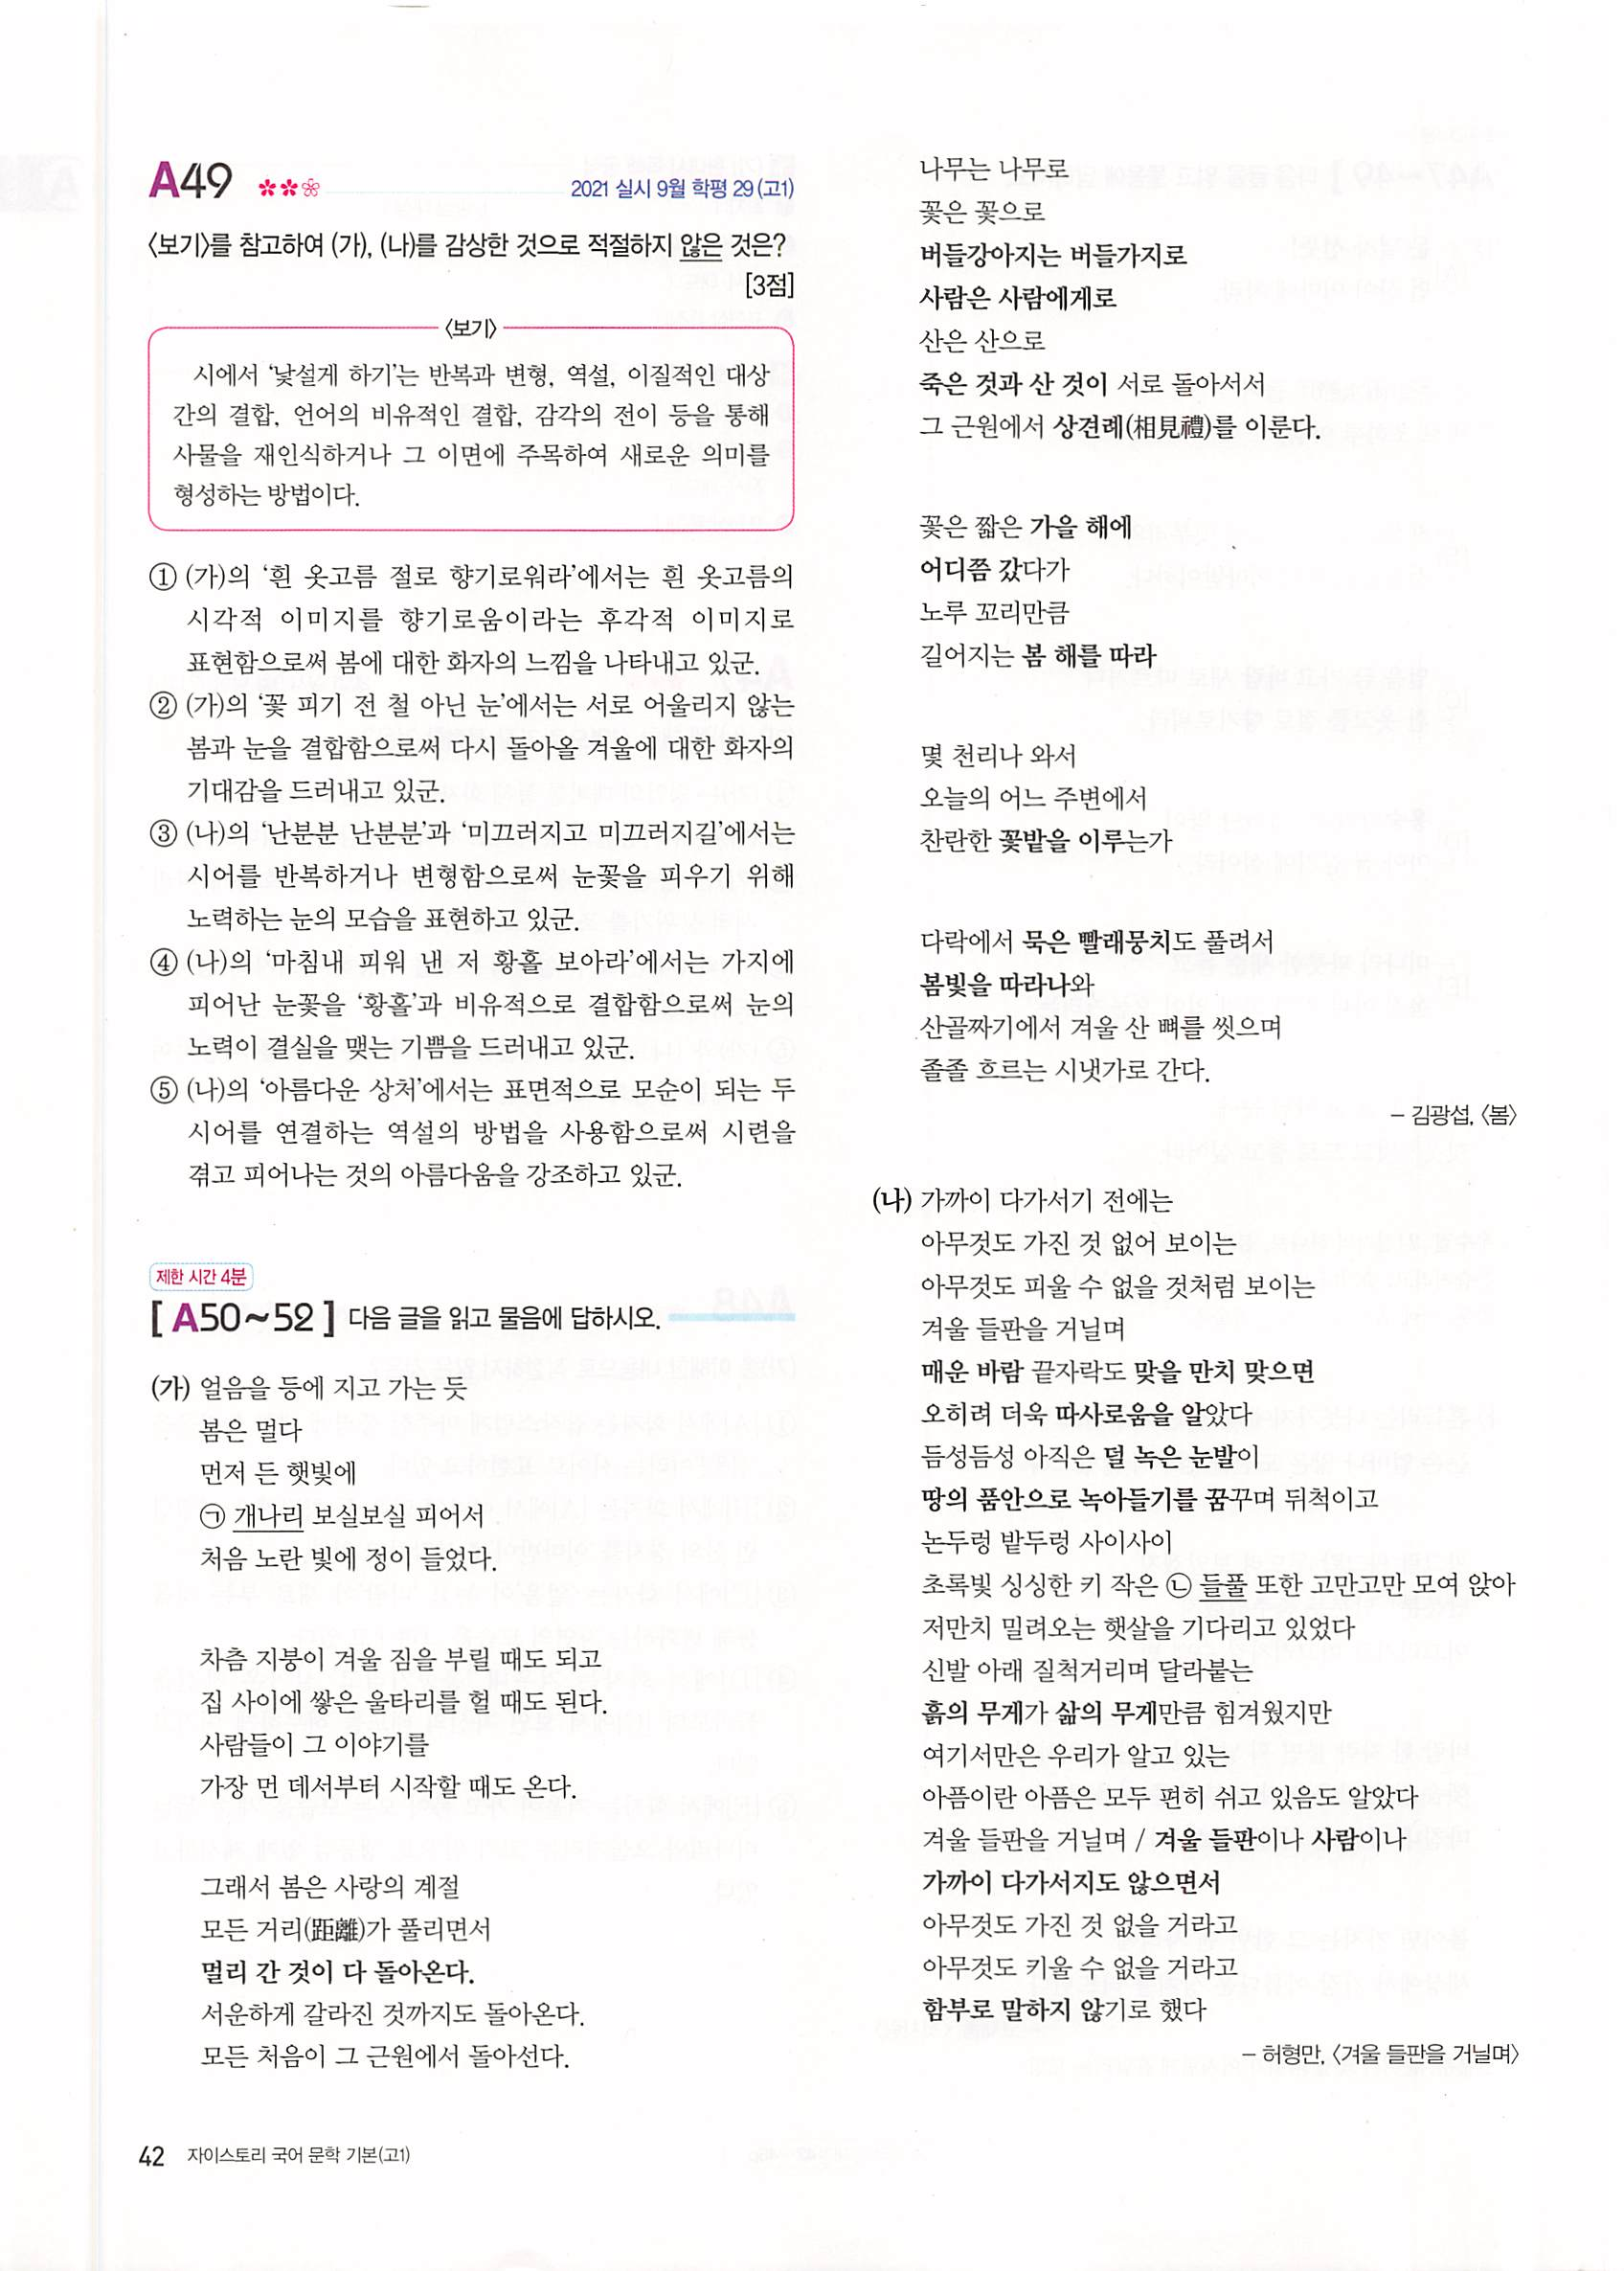 A49
2021 실시 9월 학평 29(고1)
〈보기〉를 참고하여 (가), (나)를 감상한 것으로 적절하지 않은 것은?
[3점]
〈보기〉
시에서 ‘낯설게 하기’는 반복과 변형, 역설, 이질적인 대상
간의 결합, 언어의 비유적인 결합, 감각의 전이 등을 통해
사물을 재인식하거나 그 이면에 주목하여 새로운 의미를
형성하는 방법이다.
① (가)의 ‘흰 옷고름 절로 향기로워라’에서는 흰 옷고름의
시각적 이미지를 향기로움이라는 후각적 이미지로
표현함으로써 봄에 대한 화자의 느낌을 나타내고 있군.
② (가)의 ‘꽃 피기 전 철 아닌 눈’에서는 서로 어울리지 않는
봄과 눈을 결합함으로써 다시 돌아올 겨울에 대한 화자의
기대감을 드러내고 있군.
③ (나)의 ‘난분분 난분분’과 ‘미끄러지고 미끄러지길’에서는
시어를 반복하거나 변형함으로써 눈꽃을 피우기 위해
노력하는 눈의 모습을 표현하고 있군.
④ (나)의 ‘마침내 피워 낸 저 황홀 보아라’에서는 가지에
피어난 눈꽃을 ‘황홀’과 비유적으로 결합함으로써 눈의
노력이 결실을 맺는 기쁨을 드러내고 있군.
⑤ (나)의 ‘아름다운 상처’에서는 표면적으로 모순이 되는 두
시어를 연결하는 역설의 방법을 사용함으로써 시련을
겪고 피어나는 것의 아름다움을 강조하고 있군.
제한 시간 4분
[ A50~52 ] 다음 글을 읽고 물음에 답하시오.
(가) 얼음을 등에 지고 가는 듯
봄은 멀다
먼저 든 햇빛에
㉠ 개나리 보실보실 피어서
처음 노란 빛에 정이 들었다.
차츰 지붕이 겨울 짐을 부릴 때도 되고
집 사이에 쌓은 울타리를 헐 때도 된다.
사람들이 그 이야기를
가장 먼 데서부터 시작할 때도 온다.
그래서 봄은 사랑의 계절
모든 거리(距離)가 풀리면서
멀리 간 것이 다 돌아온다.
서운하게 갈라진 것까지도 돌아온다.
모든 처음이 그 근원에서 돌아선다.
나무는 나무로
꽃은 꽃으로
버들강아지는 버들가지로
사람은 사람에게로
산은 산으로
죽은 것과 산 것이 서로 돌아서서
그 근원에서 상견례(相見禮)를 이룬다.
꽃은 짧은 가을 해에
어디쯤 갔다가
노루 꼬리만큼
길어지는 봄 해를 따라
몇 천리나 와서
오늘의 어느 주변에서
찬란한 꽃밭을 이루는가
다락에서 묵은 빨래뭉치도 풀려서
봄빛을 따라나와
산골짜기에서 겨울 산 뼈를 씻으며
졸졸 흐르는 시냇가로 간다.
– 김광섭, 〈봄〉
(나) 가까이 다가서기 전에는
아무것도 가진 것 없어 보이는
아무것도 피울 수 없을 것처럼 보이는
겨울 들판을 거닐며
매운 바람 끝자락도 맞을 만치 맞으면
오히려 더욱 따사로움을 알았다
듬성듬성 아직은 덜 녹은 눈발이
땅의 품안으로 녹아들기를 꿈꾸며 뒤척이고
논두렁 밭두렁 사이사이
초록빛 싱싱한 키 작은 ㉡ 들풀 또한 고만고만 모여 앉아
저만치 밀려오는 햇살을 기다리고 있었다
신발 아래 질척거리며 달라붙는
흙의 무게가 삶의 무게만큼 힘겨웠지만
여기서만은 우리가 알고 있는
아픔이란 아픔은 모두 편히 쉬고 있음도 알았다
겨울 들판을 거닐며 / 겨울 들판이나 사람이나
가까이 다가서지도 않으면서
아무것도 가진 것 없을 거라고
아무것도 키울 수 없을 거라고
함부로 말하지 않기로 했다
– 허형만, 〈겨울 들판을 거닐며〉
42 자이스토리 국어 문학 기본(고1)